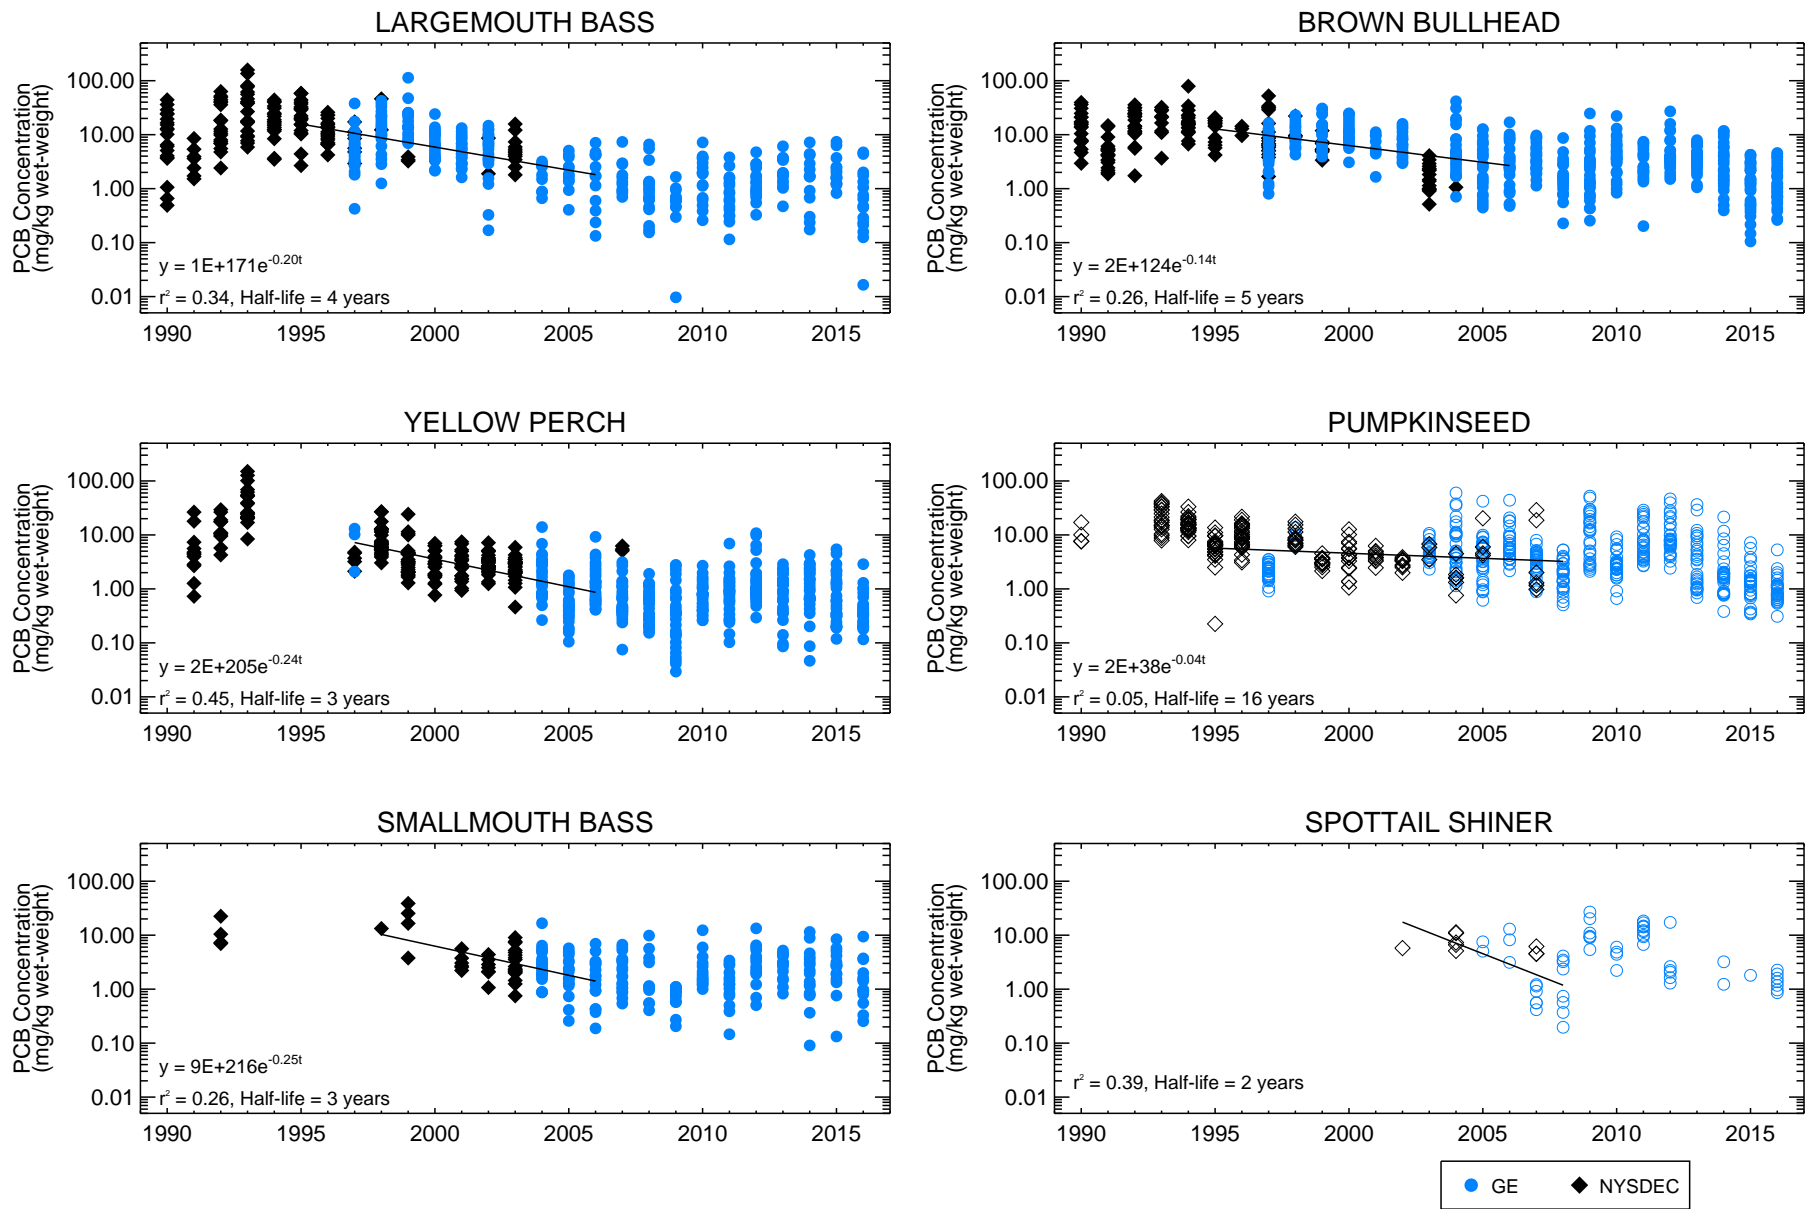 LARGEMOUTH BASS
PCB Concentration
(mg/kg wet-weight)
100.00
10.00
1.00
0.10
0.01
y = 1E+171e^-0.20t
r² = 0.34, Half-life = 4 years
1990 1995 2000 2005 2010 2015
BROWN BULLHEAD
PCB Concentration
(mg/kg wet-weight)
100.00
10.00
1.00
0.10
0.01
y = 2E+124e^-0.14t
r² = 0.26, Half-life = 5 years
1990 1995 2000 2005 2010 2015
YELLOW PERCH
PCB Concentration
(mg/kg wet-weight)
100.00
10.00
1.00
0.10
0.01
y = 2E+205e^-0.24t
r² = 0.45, Half-life = 3 years
1990 1995 2000 2005 2010 2015
PUMPKINSEED
PCB Concentration
(mg/kg wet-weight)
100.00
10.00
1.00
0.10
0.01
y = 2E+38e^-0.04t
r² = 0.05, Half-life = 16 years
1990 1995 2000 2005 2010 2015
SMALLMOUTH BASS
PCB Concentration
(mg/kg wet-weight)
100.00
10.00
1.00
0.10
0.01
y = 9E+216e^-0.25t
r² = 0.26, Half-life = 3 years
1990 1995 2000 2005 2010 2015
SPOTTAIL SHINER
PCB Concentration
(mg/kg wet-weight)
100.00
10.00
1.00
0.10
0.01
r² = 0.39, Half-life = 2 years
1990 1995 2000 2005 2010 2015
GE NYSDEC